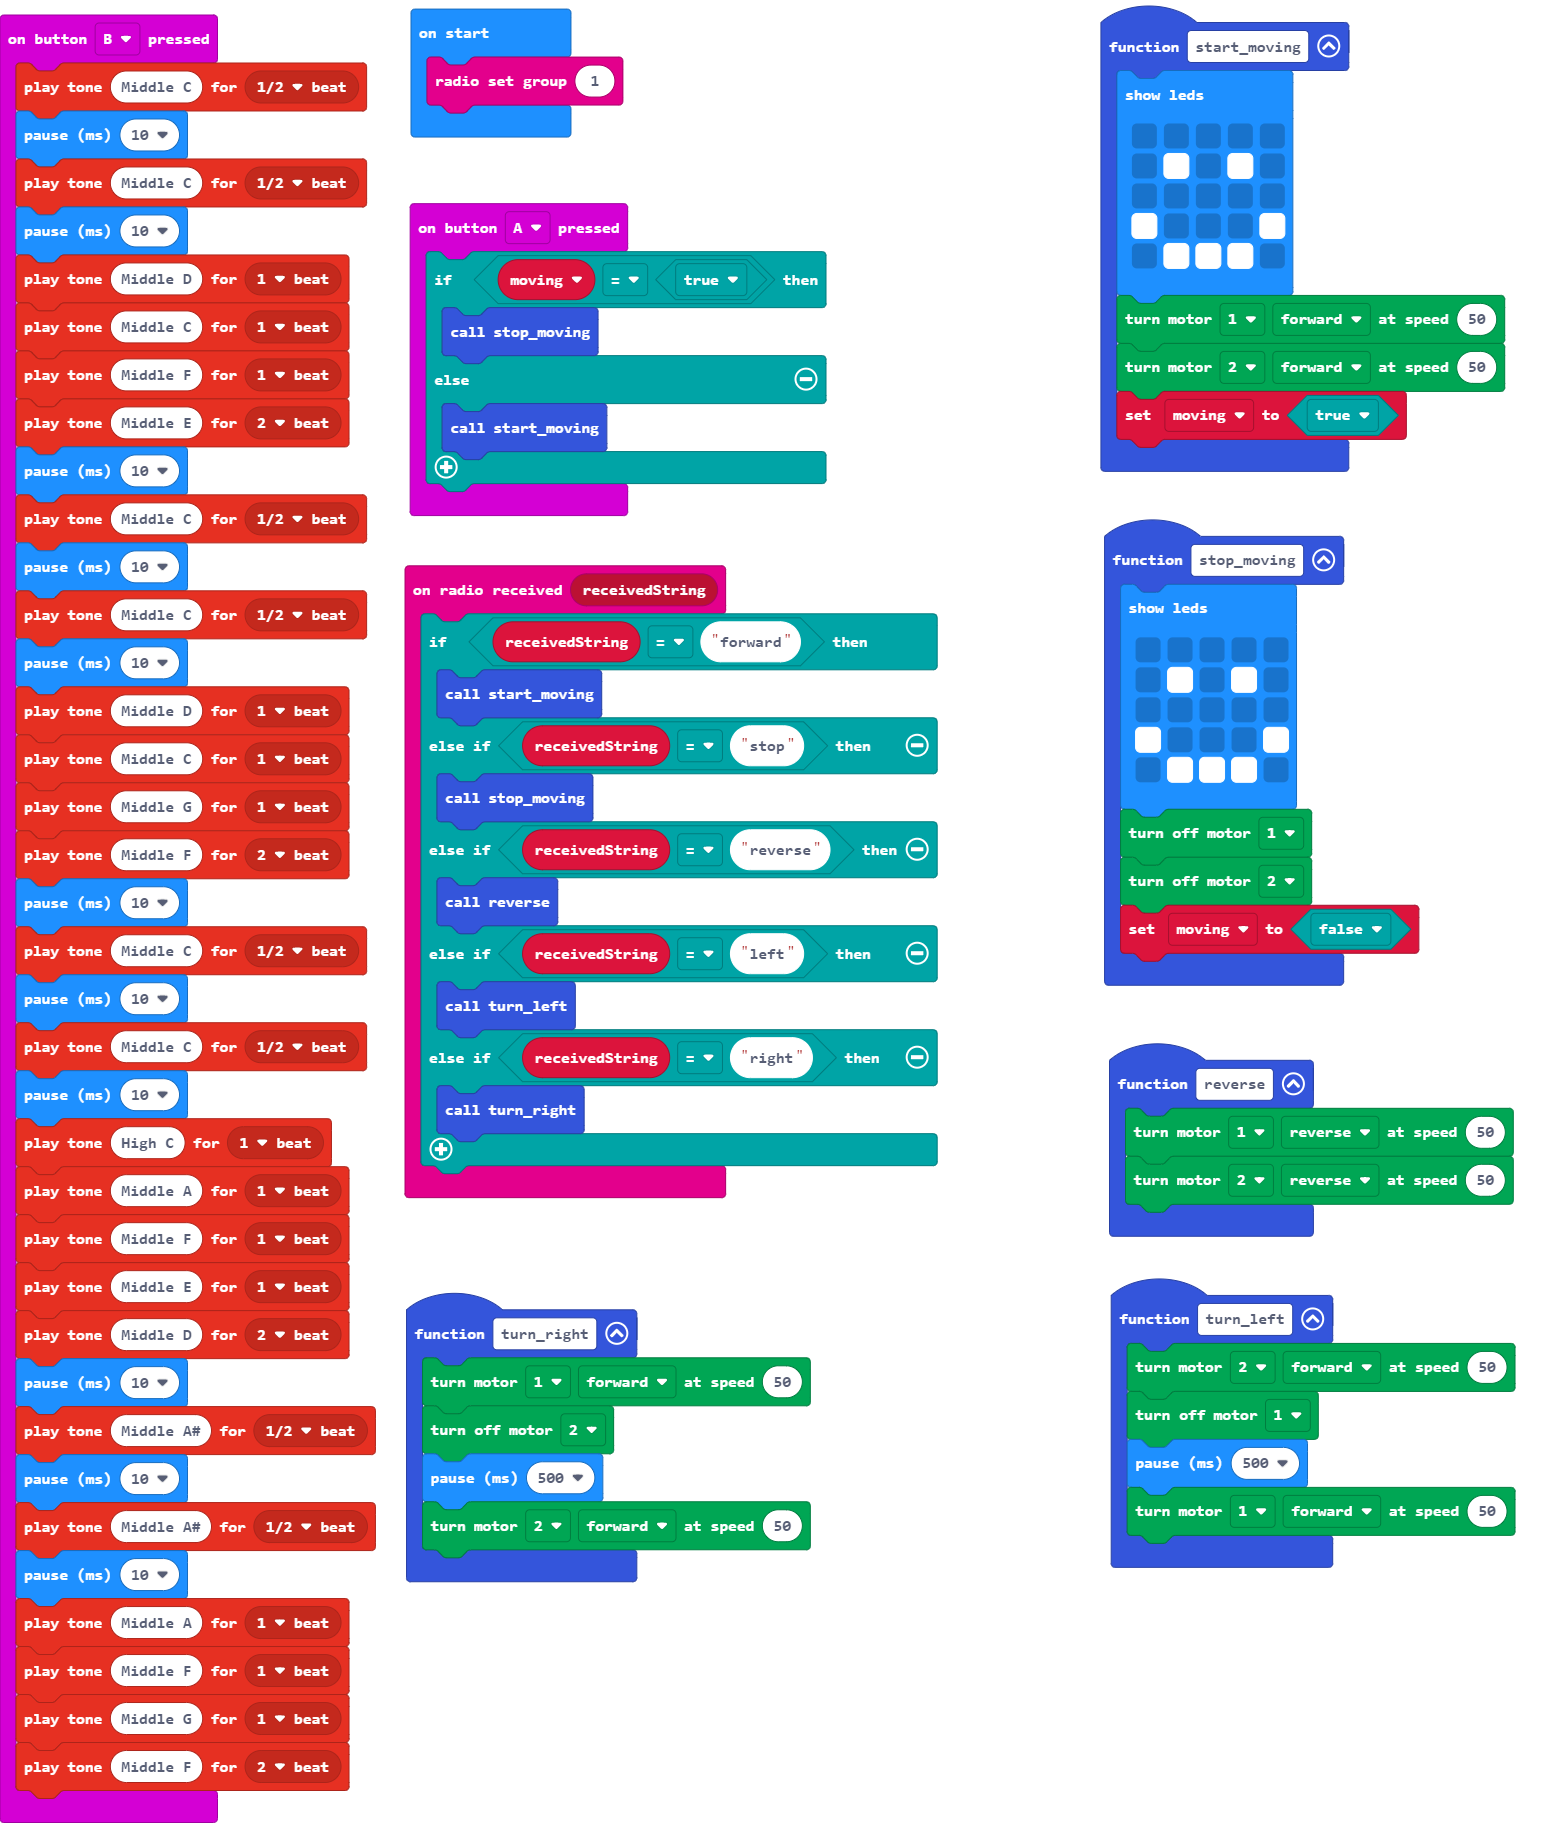 on button B pressed
play tone Middle C for 1/2 beat
pause (ms) 10
play tone Middle C for 1/2 beat
pause (ms) 10
play tone Middle D for 1 beat
play tone Middle C for 1 beat
play tone Middle F for 1 beat
play tone Middle E for 2 beat
pause (ms) 10
play tone Middle C for 1/2 beat
pause (ms) 10
play tone Middle C for 1/2 beat
pause (ms) 10
play tone Middle D for 1 beat
play tone Middle C for 1 beat
play tone Middle G for 1 beat
play tone Middle F for 2 beat
pause (ms) 10
play tone Middle C for 1/2 beat
pause (ms) 10
play tone Middle C for 1/2 beat
pause (ms) 10
play tone High C for 1 beat
play tone Middle A for 1 beat
play tone Middle F for 1 beat
play tone Middle E for 1 beat
play tone Middle D for 2 beat
pause (ms) 10
play tone Middle A# for 1/2 beat
pause (ms) 10
play tone Middle A# for 1/2 beat
pause (ms) 10
play tone Middle A for 1 beat
play tone Middle F for 1 beat
play tone Middle G for 1 beat
play tone Middle F for 2 beat
on start
radio set group 1
on button A pressed
if moving = true then
call stop_moving
else
call start_moving
on radio received receivedString
if receivedString = "forward" then
call start_moving
else if receivedString = "stop" then
call stop_moving
else if receivedString = "reverse" then
call reverse
else if receivedString = "left" then
call turn_left
else if receivedString = "right" then
call turn_right
function turn_right
turn motor 1 forward at speed 50
turn off motor 2
pause (ms) 500
turn motor 2 forward at speed 50
function start_moving
show leds
turn motor 1 forward at speed 50
turn motor 2 forward at speed 50
set moving to true
function stop_moving
show leds
turn off motor 1
turn off motor 2
set moving to false
function reverse
turn motor 1 reverse at speed 50
turn motor 2 reverse at speed 50
function turn_left
turn motor 2 forward at speed 50
turn off motor 1
pause (ms) 500
turn motor 1 forward at speed 50